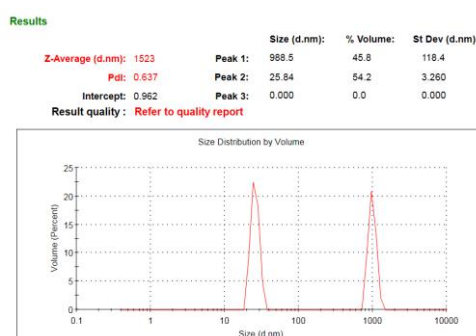 Results
Size (d.nm): % Volume: St Dev (d.nm)
Z-Average (d.nm): 1523 Peak 1: 988.5 45.8 118.4
PdI: 0.637 Peak 2: 25.84 54.2 3.260
Intercept: 0.962 Peak 3: 0.000 0.0 0.000
Result quality : Refer to quality report
Size Distribution by Volume
Volume (Percent)
25
20
15
10
5
0
0.1 1 10 100 1000 10000
Size (d.nm)